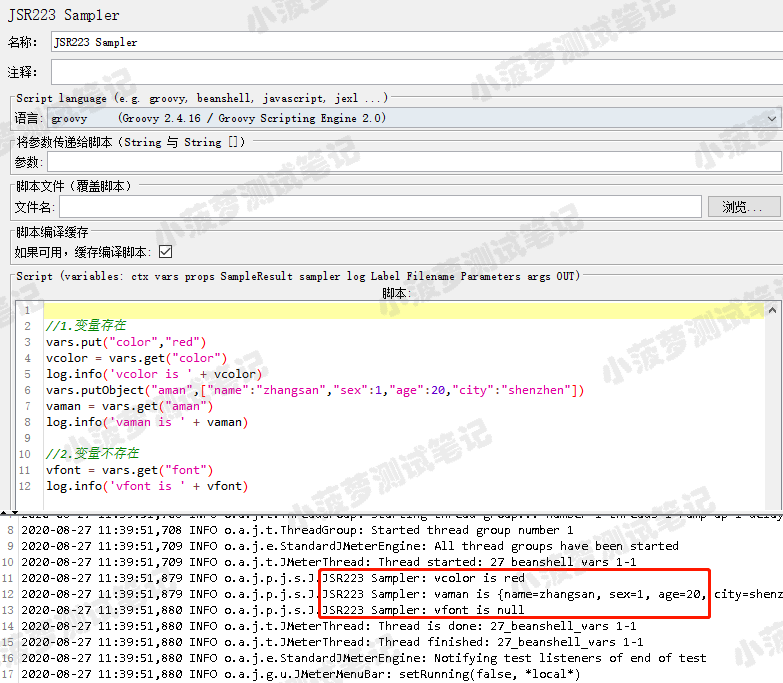 JSR223 Sampler
名称: JSR223 Sampler
注释:
Script language (e.g. groovy, beanshell, javascript, jexl ...)
语言: groovy (Groovy 2.4.16 / Groovy Scripting Engine 2.0)
将参数传递给脚本 (String 与 String [])
参数:
脚本文件 (覆盖脚本)
文件名: 浏览...
脚本编译缓存
如果可用，缓存编译脚本:
Script (variables: ctx vars props SampleResult sampler log Label Filename Parameters args OUT)
脚本:
1
2 //1.变量存在
3 vars.put("color","red")
4 vcolor = vars.get("color")
5 log.info('vcolor is ' + vcolor)
6 vars.putObject("aman",["name":"zhangsan","sex":1,"age":20,"city":"shenzhen"])
7 vaman = vars.get("aman")
8 log.info('vaman is ' + vaman)
9
10 //2.变量不存在
11 vfont = vars.get("font")
12 log.info('vfont is ' + vfont)
8 2020-08-27 11:39:51,708 INFO o.a.j.t.ThreadGroup: Started thread group number 1
9 2020-08-27 11:39:51,709 INFO o.a.j.e.StandardJMeterEngine: All thread groups have been started
10 2020-08-27 11:39:51,709 INFO o.a.j.t.JMeterThread: Thread started: 27_beanshell_vars 1-1
11 2020-08-27 11:39:51,879 INFO o.a.j.p.j.s.J.JSR223 Sampler: vcolor is red
12 2020-08-27 11:39:51,879 INFO o.a.j.p.j.s.J.JSR223 Sampler: vaman is {name=zhangsan, sex=1, age=20, city=shenz
13 2020-08-27 11:39:51,880 INFO o.a.j.p.j.s.J.JSR223 Sampler: vfont is null
14 2020-08-27 11:39:51,880 INFO o.a.j.t.JMeterThread: Thread is done: 27_beanshell_vars 1-1
15 2020-08-27 11:39:51,880 INFO o.a.j.t.JMeterThread: Thread finished: 27_beanshell_vars 1-1
16 2020-08-27 11:39:51,880 INFO o.a.j.e.StandardJMeterEngine: Notifying test listeners of end of test
17 2020-08-27 11:39:51,880 INFO o.a.j.g.u.JMeterMenuBar: setRunning(false, *local*)
小菠萝测试笔记